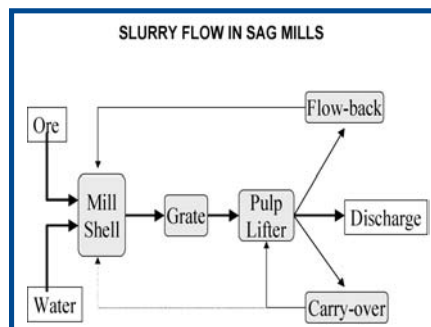 SLURRY FLOW IN SAG MILLS
Flow-back
Ore
Mill
Shell
Grate
Pulp
Lifter
Discharge
Water
Carry-over